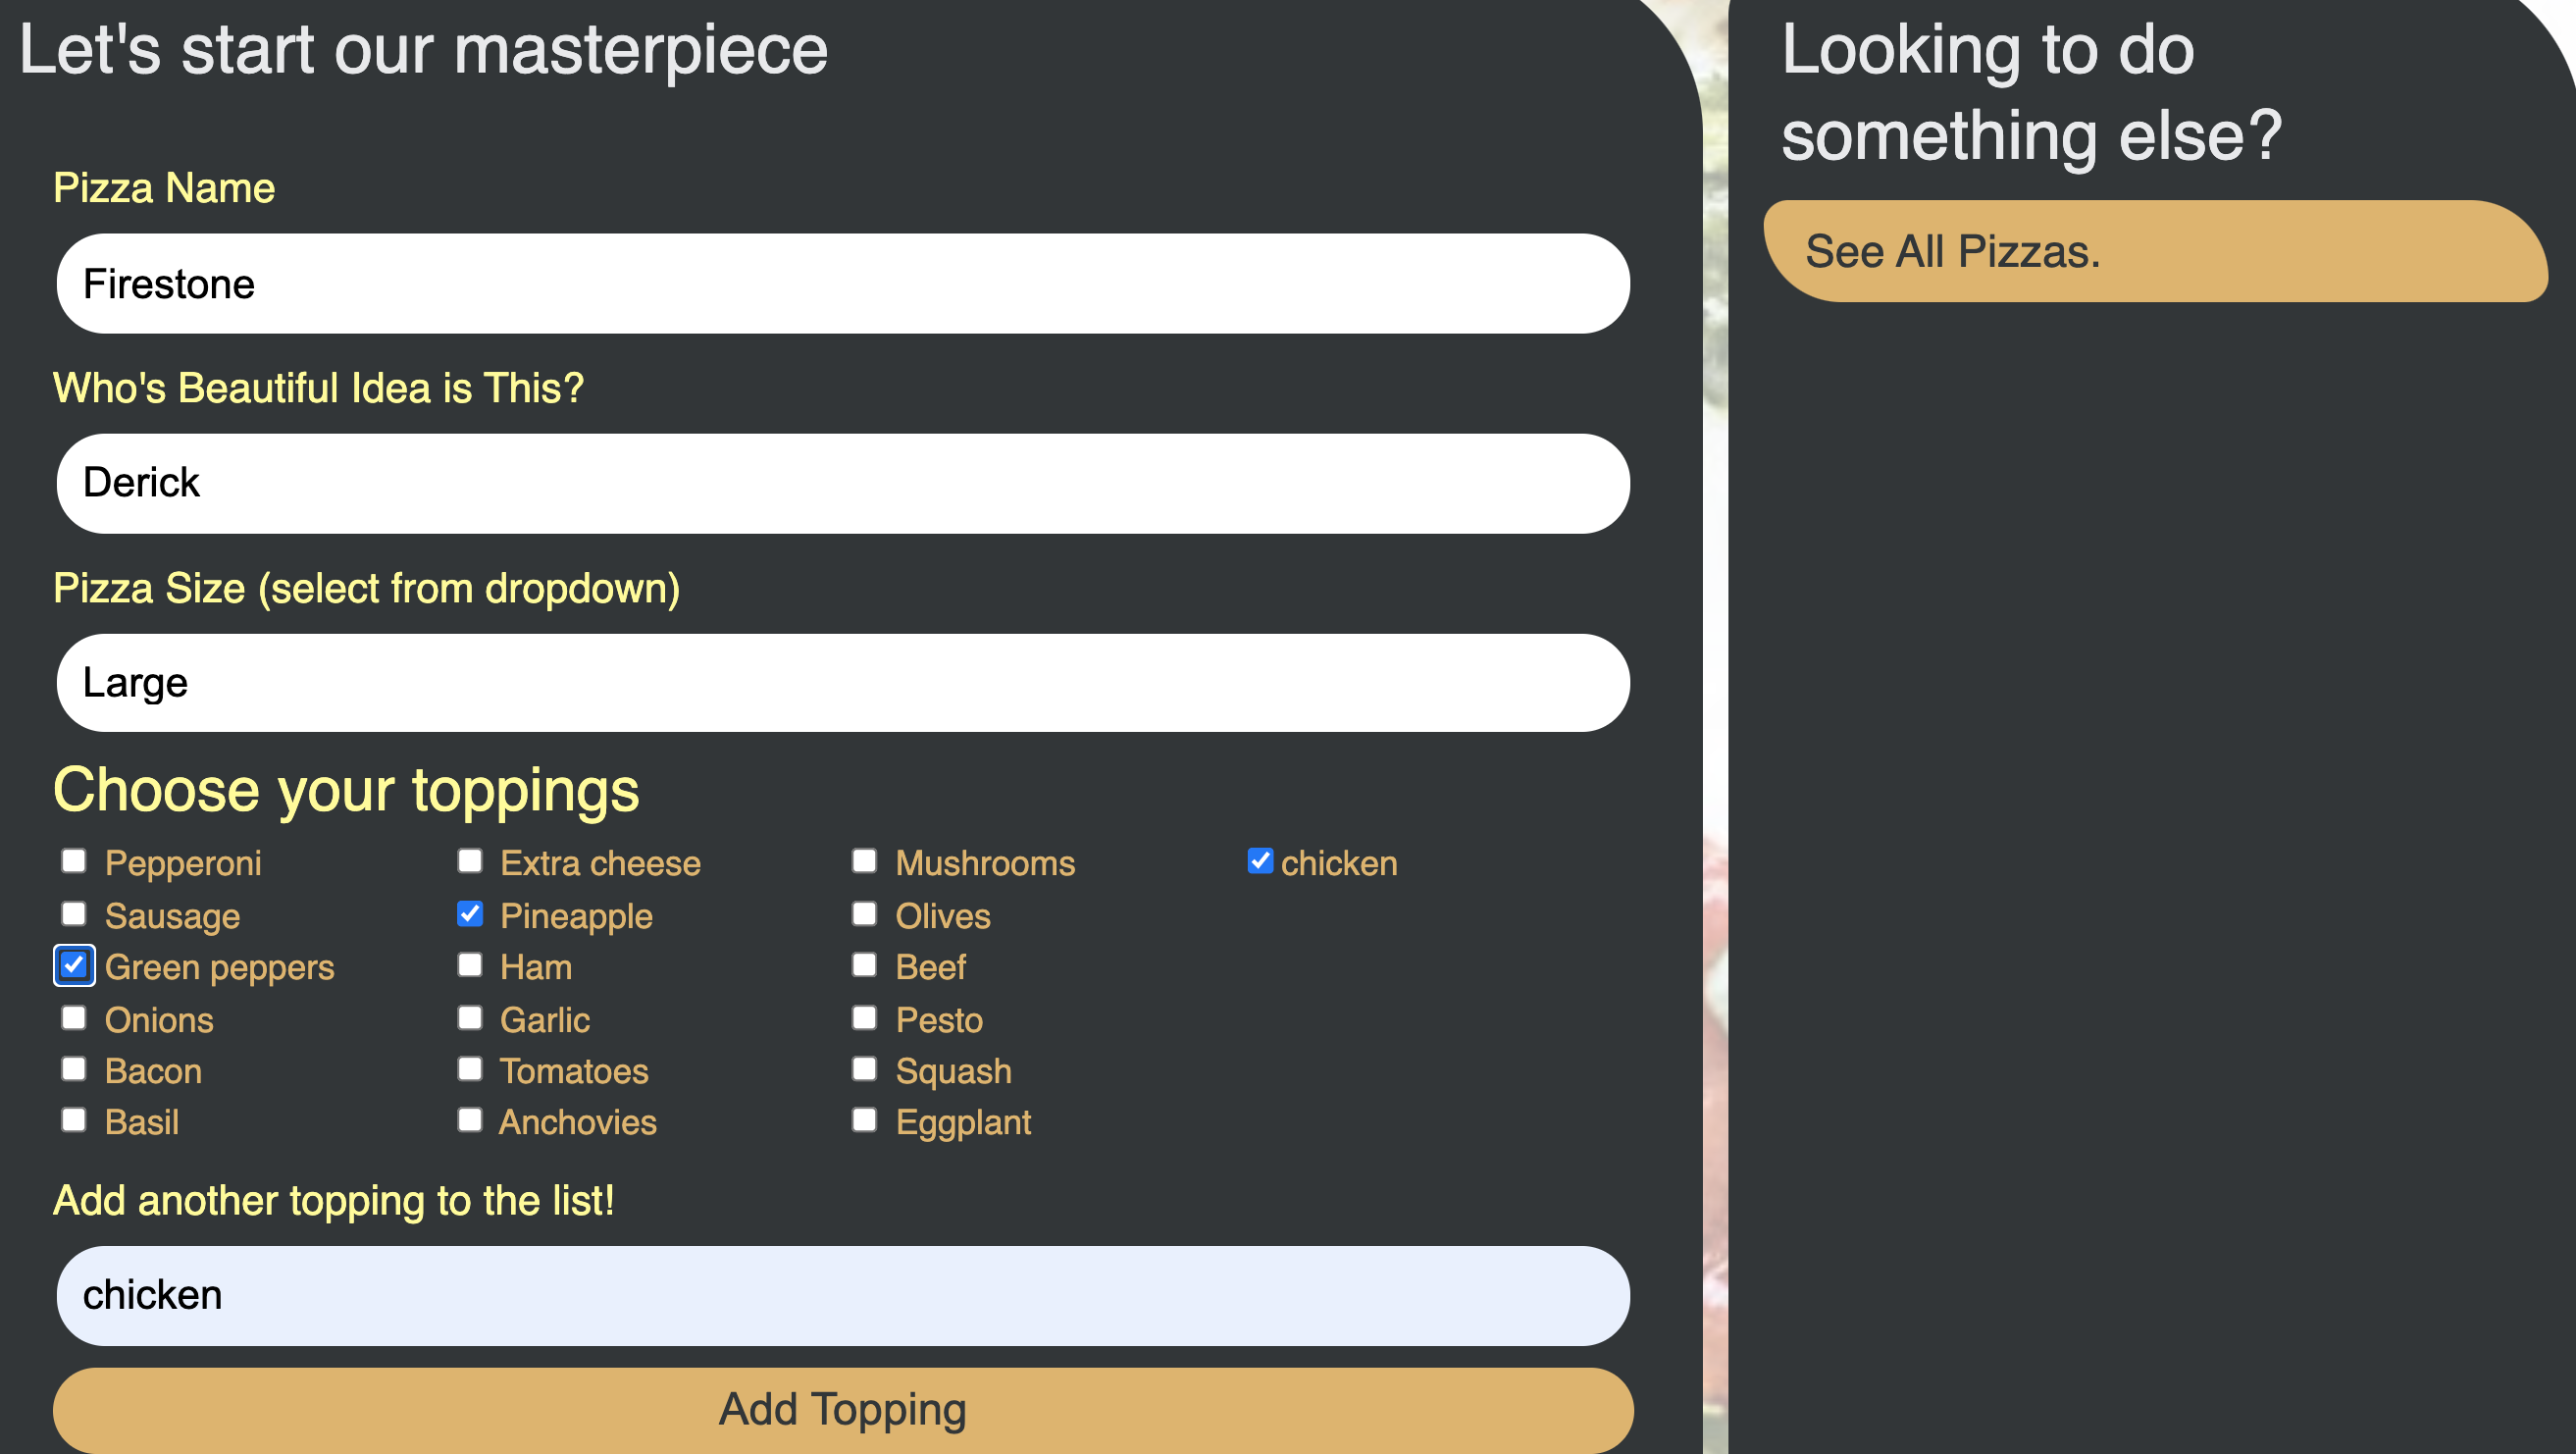 Let's start our masterpiece
Pizza Name
Firestone
Who's Beautiful Idea is This?
Derick
Pizza Size (select from dropdown)
Large
Choose your toppings
Pepperoni
Sausage
Green peppers
Onions
Bacon
Basil
Extra cheese
Pineapple
Ham
Garlic
Tomatoes
Anchovies
Mushrooms
Olives
Beef
Pesto
Squash
Eggplant
chicken
Add another topping to the list!
chicken
Add Topping
Looking to do
something else?
See All Pizzas.